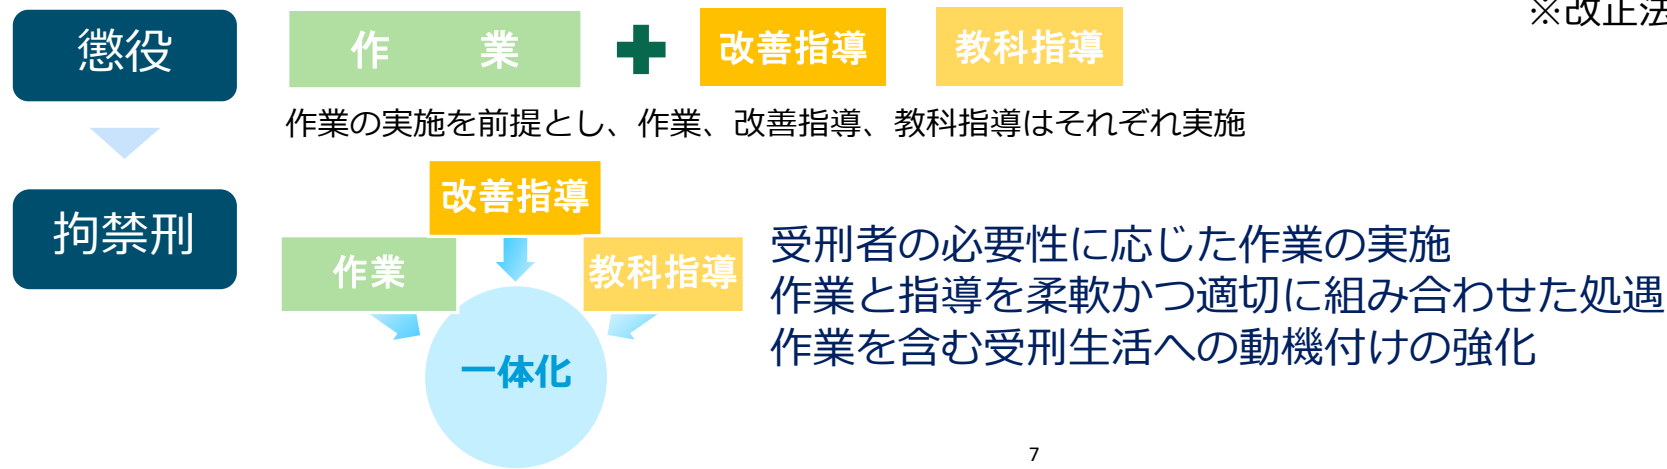 ※改正法
懲役
作 業
改善指導
教科指導
作業の実施を前提とし、作業、改善指導、教科指導はそれぞれ実施
拘禁刑
改善指導
作業
教科指導
一体化
受刑者の必要性に応じた作業の実施
作業と指導を柔軟かつ適切に組み合わせた処遇
作業を含む受刑生活への動機付けの強化
7